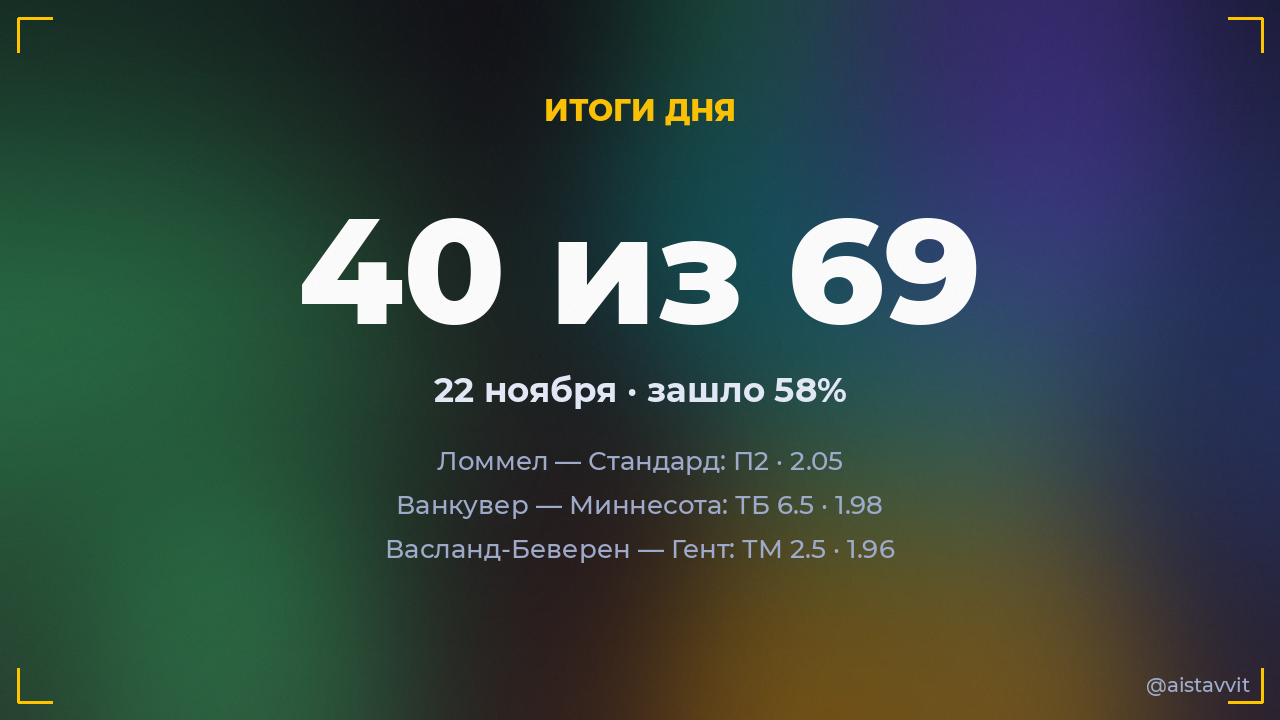 ИТОГИ ДНЯ
40 из 69
22 ноября · зашло 58%
Ломмел — Стандард: П2 · 2.05
Ванкувер — Миннесота: ТБ 6.5 · 1.98
Васланд-Беверен — Гент: ТМ 2.5 · 1.96
@aistavvit